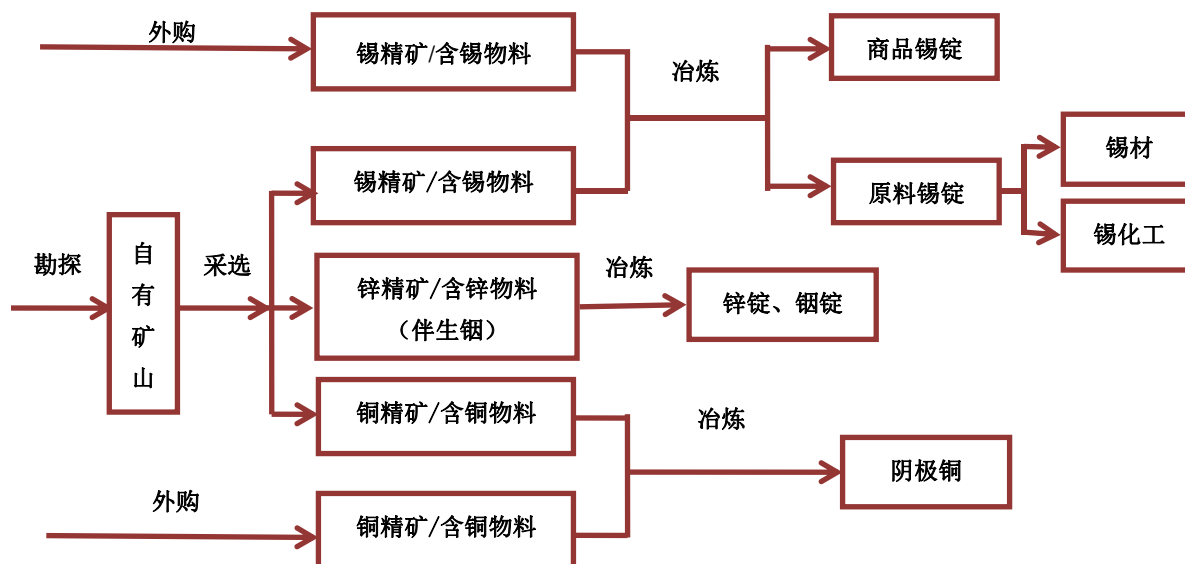 外购
锡精矿/含锡物料
冶炼
商品锡锭
锡精矿/含锡物料
原料锡锭
锡材
锡化工
勘探
自
有
矿
山
采选
锌精矿/含锌物料
（伴生铟）
冶炼
锌锭、铟锭
铜精矿/含铜物料
冶炼
阴极铜
外购
铜精矿/含铜物料